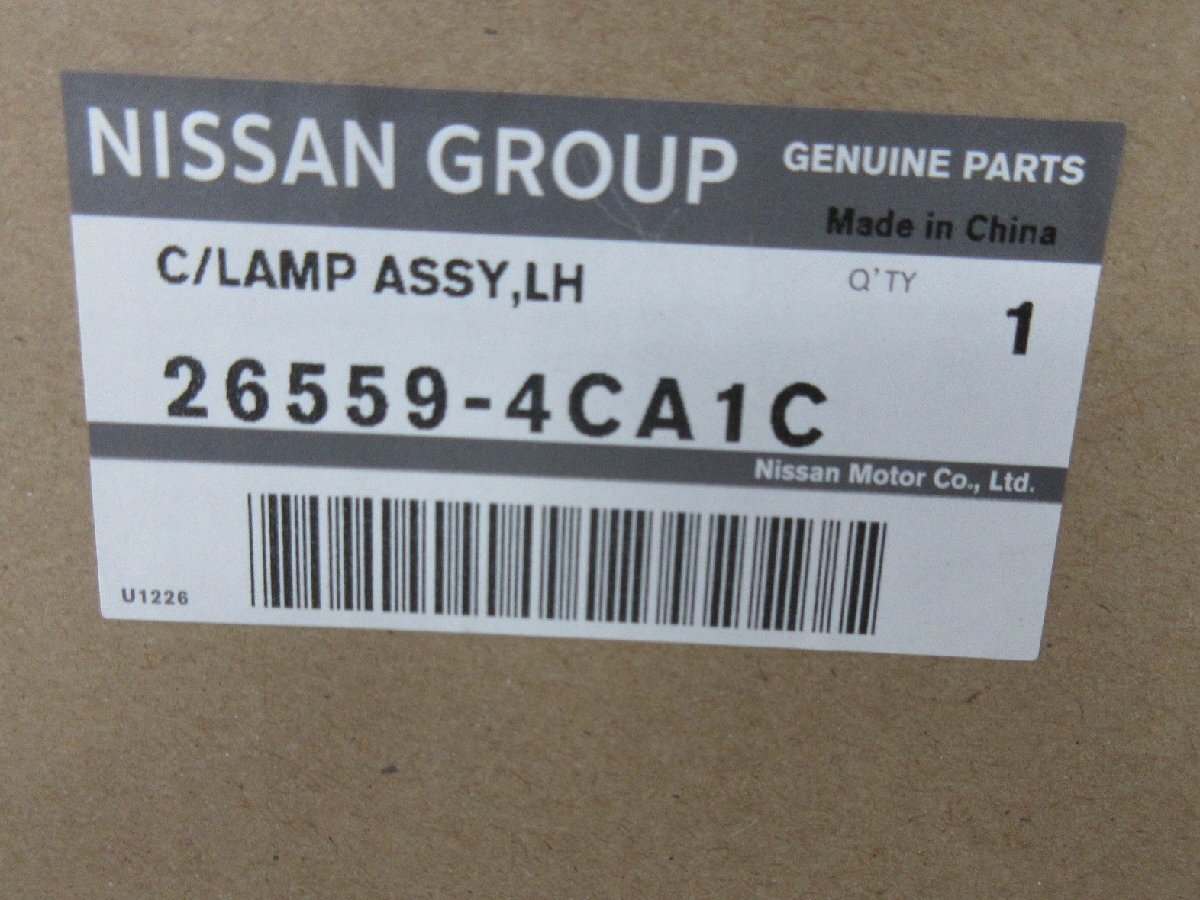 NISSAN GROUP GENUINE PARTS
Made in China
C/LAMP ASSY,LH Q'TY
1
26559-4CA1C
Nissan Motor Co., Ltd.
U1226